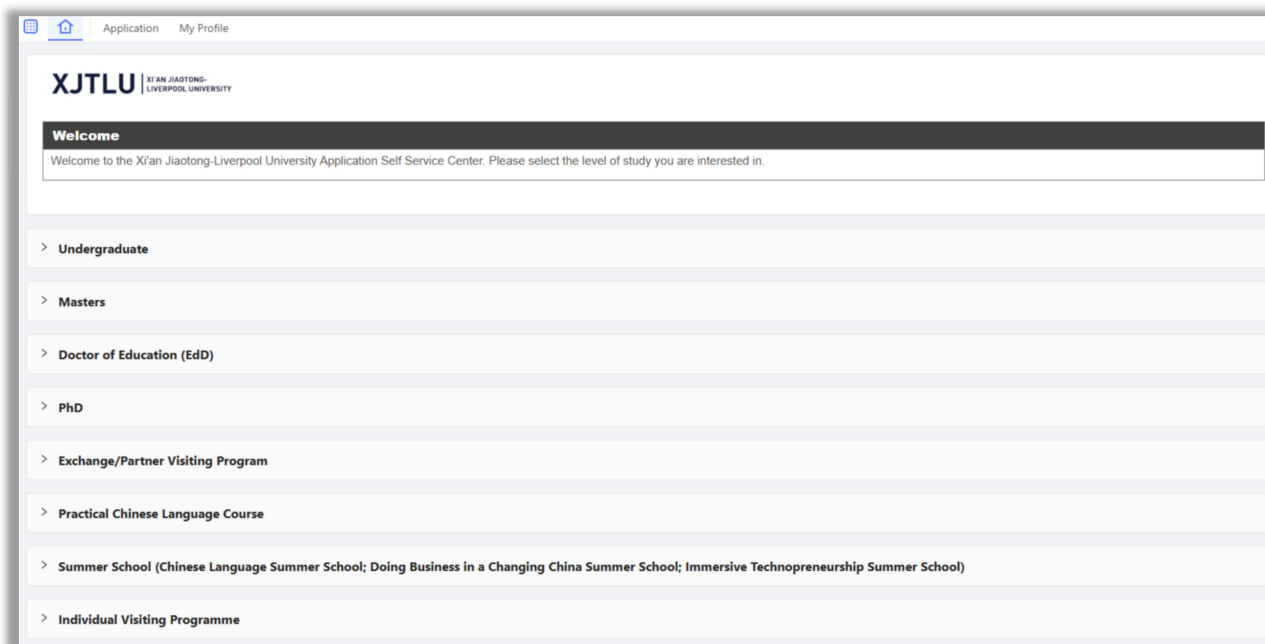 Application My Profile
XJTLU XI'AN JIAOTONG-
LIVERPOOL UNIVERSITY
Welcome
Welcome to the Xi'an Jiaotong-Liverpool University Application Self Service Center. Please select the level of study you are interested in.
Undergraduate
Masters
Doctor of Education (EdD)
PhD
Exchange/Partner Visiting Program
Practical Chinese Language Course
Summer School (Chinese Language Summer School; Doing Business in a Changing China Summer School; Immersive Technopreneurship Summer School)
Individual Visiting Programme